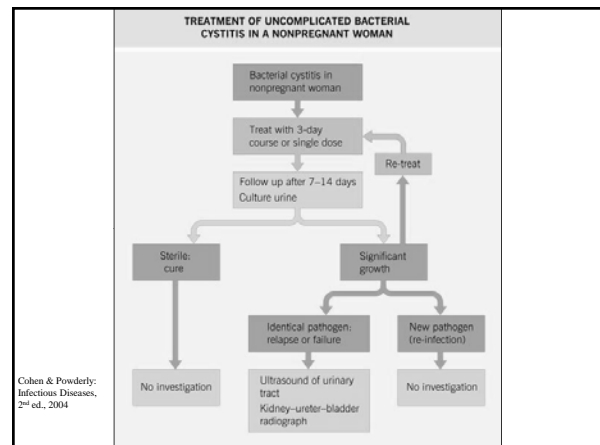 TREATMENT OF UNCOMPLICATED BACTERIAL
CYSTITIS IN A NONPREGNANT WOMAN
Bacterial cystitis in
nonpregnant woman
Treat with 3-day
course or single dose
Re-treat
Follow up after 7–14 days
Culture urine
Sterile:
cure
Significant
growth
Identical pathogen:
relapse or failure
New pathogen
(re-infection)
No investigation
Ultrasound of urinary
tract
Kidney–ureter–bladder
radiograph
No investigation
Cohen & Powderly:
Infectious Diseases,
2nd ed., 2004